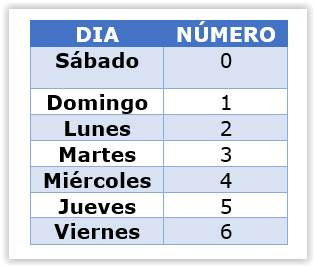 DIA NÚMERO
Sábado 0
Domingo 1
Lunes 2
Martes 3
Miércoles 4
Jueves 5
Viernes 6